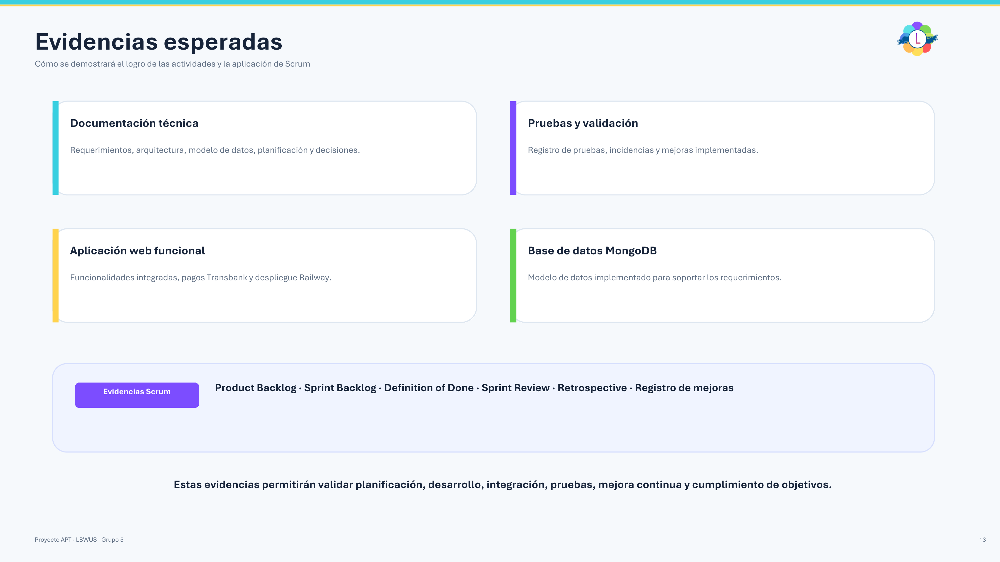 Evidencias esperadas
Cómo se demostrará el logro de las actividades y la aplicación de Scrum
L
Documentación técnica
Requerimientos, arquitectura, modelo de datos, planificación y decisiones.
Pruebas y validación
Registro de pruebas, incidencias y mejoras implementadas.
Aplicación web funcional
Funcionalidades integradas, pagos Transbank y despliegue Railway.
Base de datos MongoDB
Modelo de datos implementado para soportar los requerimientos.
Evidencias Scrum
Product Backlog · Sprint Backlog · Definition of Done · Sprint Review · Retrospective · Registro de mejoras
Estas evidencias permitirán validar planificación, desarrollo, integración, pruebas, mejora continua y cumplimiento de objetivos.
Proyecto APT · LBWUS · Grupo 5
13